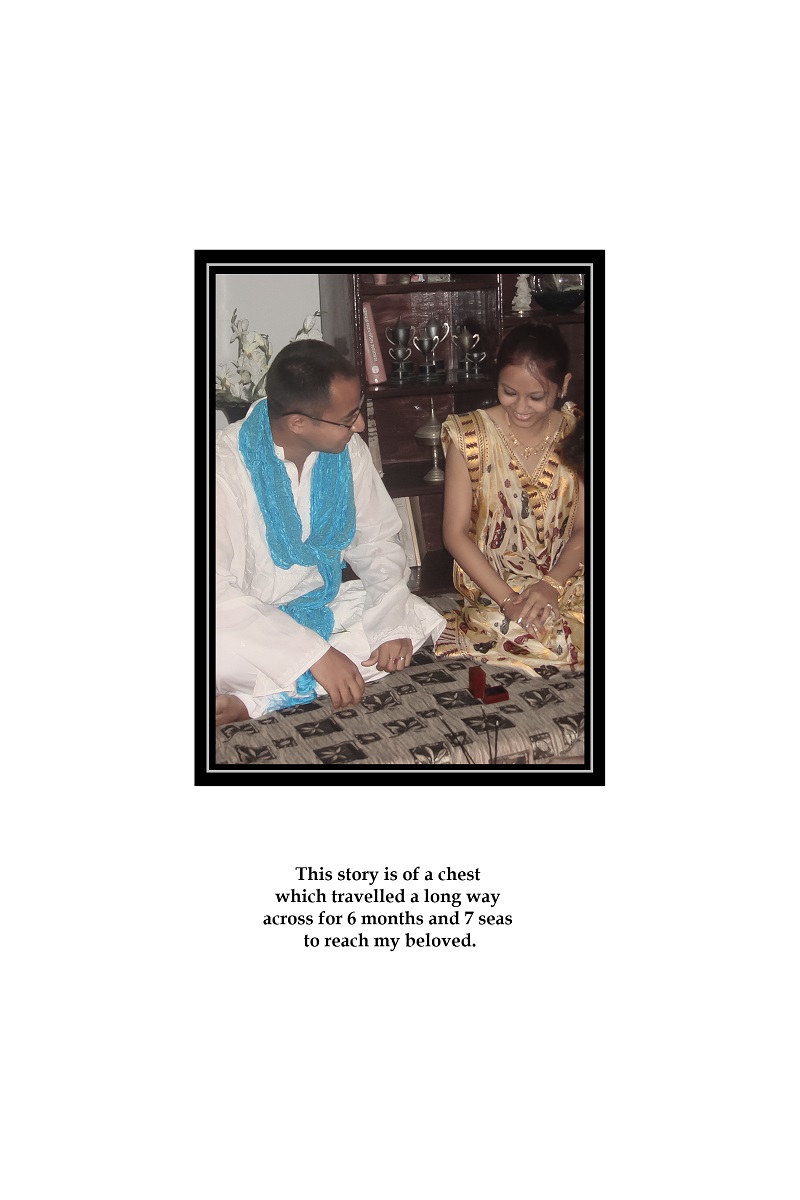 This story is of a chest
which travelled a long way
across for 6 months and 7 seas
to reach my beloved.